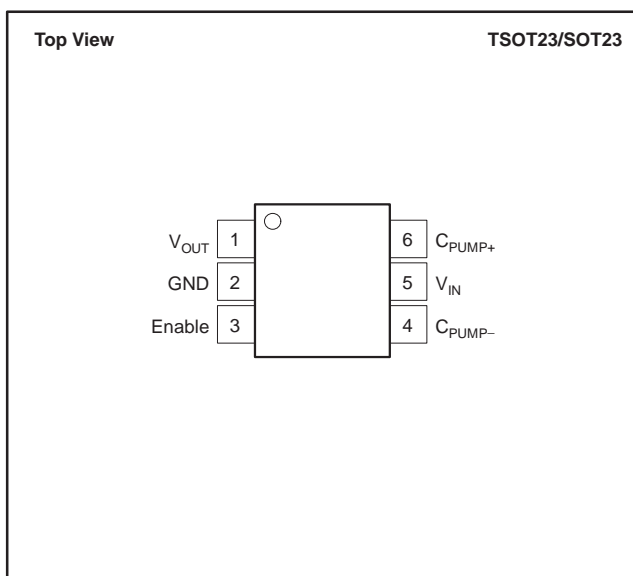 Top View TSOT23/SOT23
V_OUT 1 6 C_PUMP+
GND 2 5 V_IN
Enable 3 4 C_PUMP–